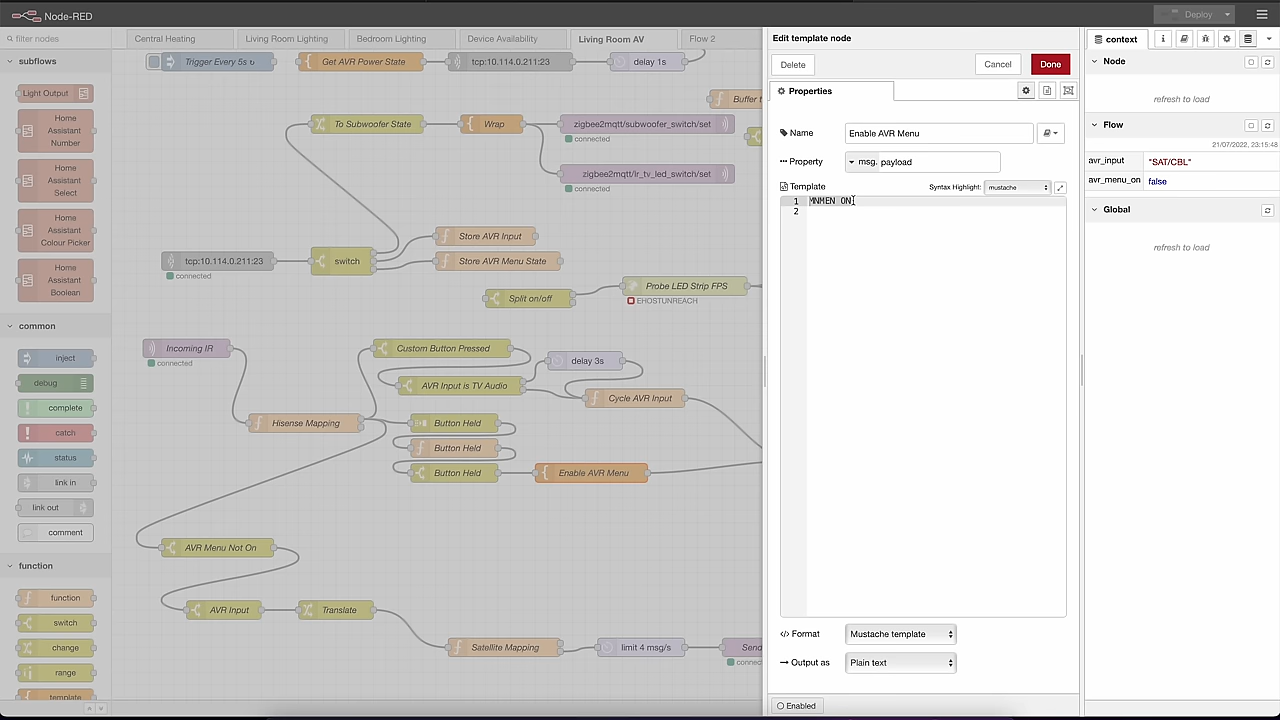 Node-RED
Deploy
filter nodes
Central Heating
Living Room Lighting
Bedroom Lighting
Device Availability
Living Room AV
Flow 2
subflows
Light Output
Home Assistant Number
Home Assistant Select
Home Assistant Colour Picker
Home Assistant Boolean
common
inject
debug
complete
catch
status
link in
link out
comment
function
function
switch
change
range
template
Trigger Every 5s ↻
Get AVR Power State
tcp:10.114.0.211:23
delay 1s
Buffer t
To Subwoofer State
Wrap
zigbee2mqtt/subwoofer_switch/set
connected
zigbee2mqtt/lr_tv_led_switch/set
connected
tcp:10.114.0.211:23
connected
switch
Store AVR Input
Store AVR Menu State
Split on/off
Probe LED Strip FPS
EHOSTUNREACH
Incoming IR
connected
Custom Button Pressed
delay 3s
AVR Input is TV Audio
Cycle AVR Input
Hisense Mapping
Button Held
Button Held
Button Held
Enable AVR Menu
AVR Menu Not On
AVR Input
Translate
Satellite Mapping
limit 4 msg/s
Send
connec
Edit template node
Delete
Cancel
Done
Properties
Name
Enable AVR Menu
Property
msg. payload
Template
Syntax Highlight:
mustache
1 MNMEN ON
2
</> Format
Mustache template
Output as
Plain text
Enabled
context
Node
refresh to load
Flow
21/07/2022, 23:15:48
avr_input "SAT/CBL"
avr_menu_on false
Global
refresh to load